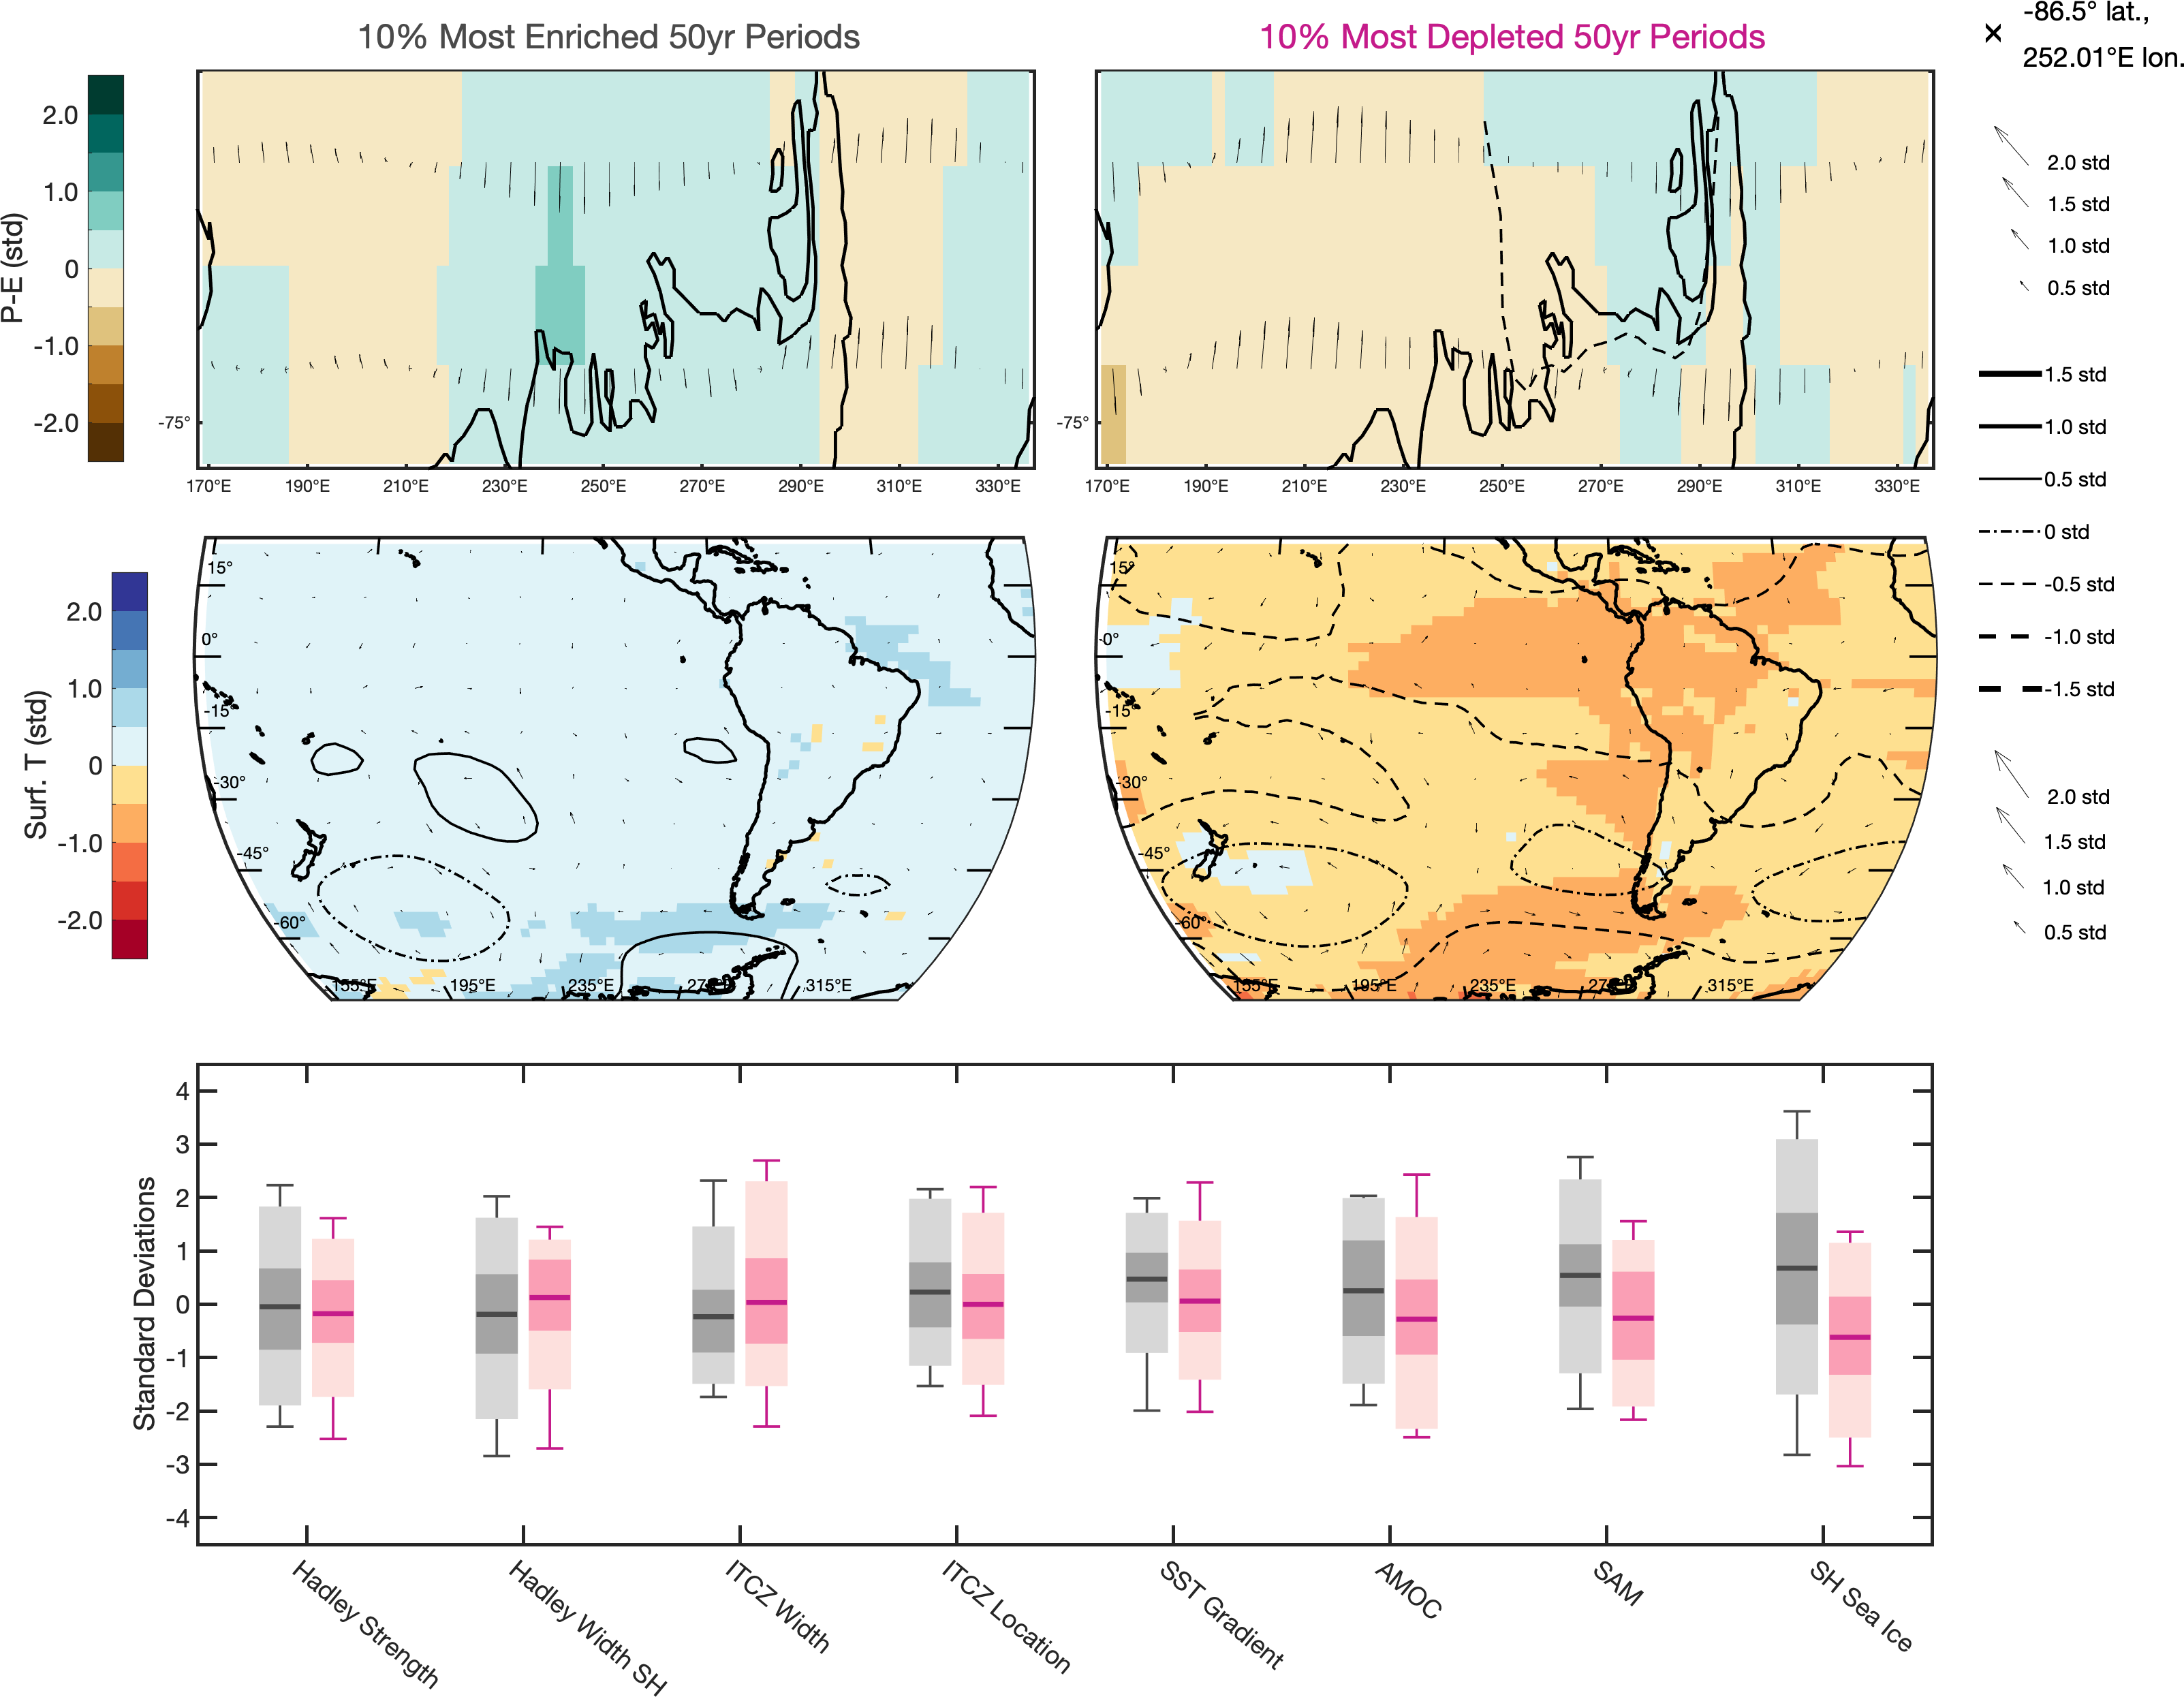 10% Most Enriched 50yr Periods
10% Most Depleted 50yr Periods
-86.5° lat.,
252.01°E lon.
P-E (std)
2.0
1.0
0
-1.0
-2.0
-75°
170°E 190°E 210°E 230°E 250°E 270°E 290°E 310°E 330°E
-75°
170°E 190°E 210°E 230°E 250°E 270°E 290°E 310°E 330°E
2.0 std
1.5 std
1.0 std
0.5 std
1.5 std
1.0 std
0.5 std
0 std
-0.5 std
-1.0 std
-1.5 std
Surf. T (std)
2.0
1.0
0
-1.0
-2.0
15°
0°
-15°
-30°
-45°
-60°
155°E 195°E 235°E 315°E
15°
0°
-15°
-30°
-45°
-60°
155°E 195°E 235°E 315°E
2.0 std
1.5 std
1.0 std
0.5 std
Standard Deviations
4
3
2
1
0
-1
-2
-3
-4
Hadley Strength
Hadley Width SH
ITCZ Width
ITCZ Location
SST Gradient
AMOC
SAM
SH Sea Ice